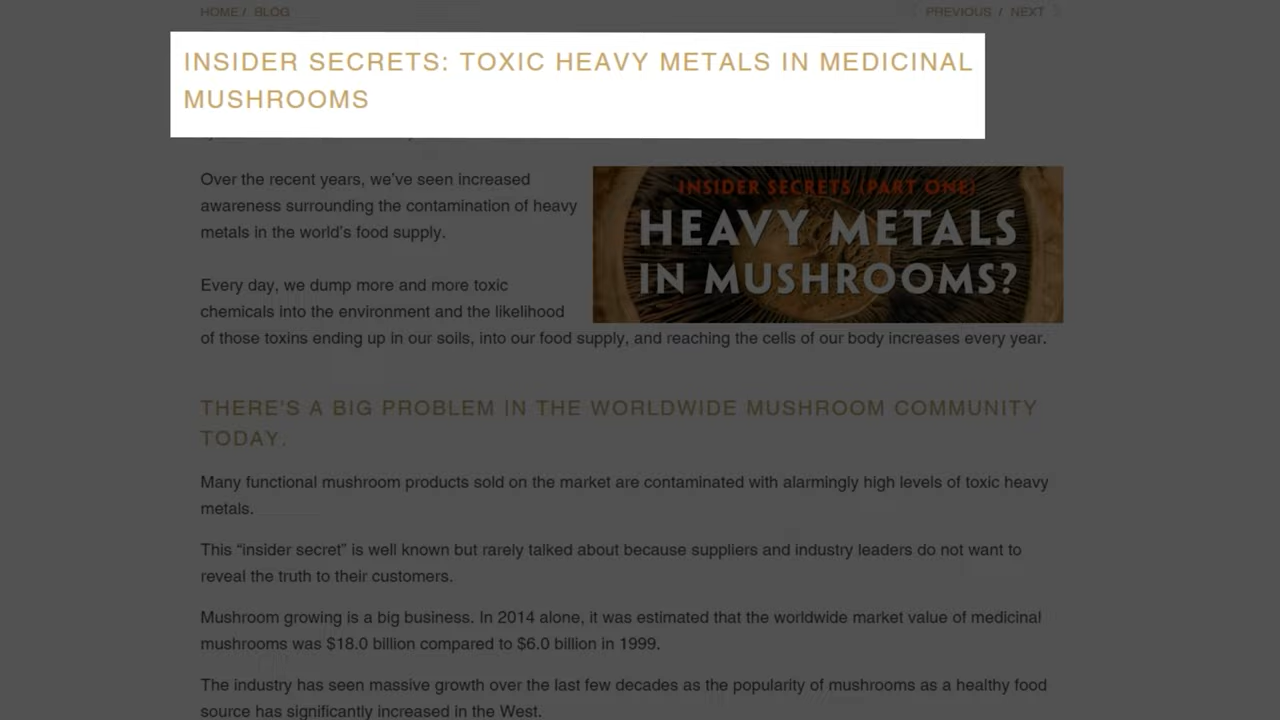 HOME / BLOG
PREVIOUS / NEXT
INSIDER SECRETS: TOXIC HEAVY METALS IN MEDICINAL
MUSHROOMS
Over the recent years, we've seen increased
awareness surrounding the contamination of heavy
metals in the world's food supply.
INSIDER SECRETS (PART ONE)
HEAVY METALS
IN MUSHROOMS?
Every day, we dump more and more toxic
chemicals into the environment and the likelihood
of those toxins ending up in our soils, into our food supply, and reaching the cells of our body increases every year.
THERE'S A BIG PROBLEM IN THE WORLDWIDE MUSHROOM COMMUNITY
TODAY.
Many functional mushroom products sold on the market are contaminated with alarmingly high levels of toxic heavy
metals.
This “insider secret” is well known but rarely talked about because suppliers and industry leaders do not want to
reveal the truth to their customers.
Mushroom growing is a big business. In 2014 alone, it was estimated that the worldwide market value of medicinal
mushrooms was $18.0 billion compared to $6.0 billion in 1999.
The industry has seen massive growth over the last few decades as the popularity of mushrooms as a healthy food
source has significantly increased in the West.